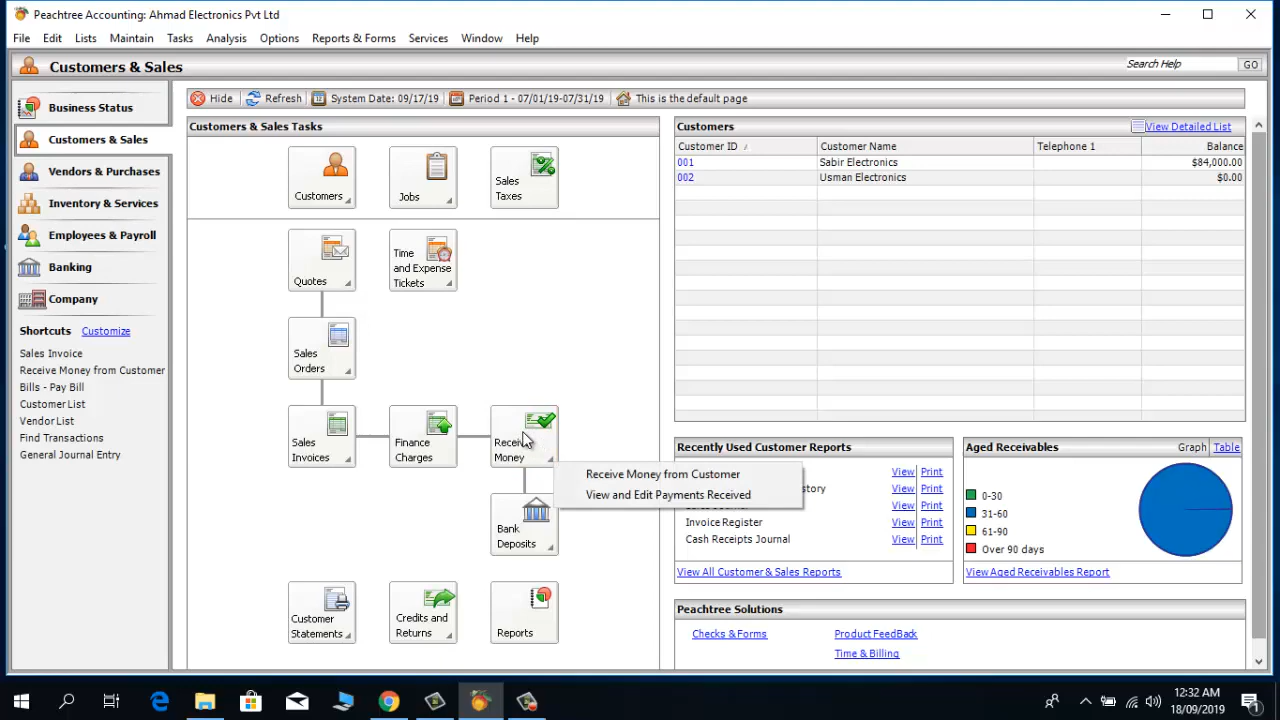 Peachtree Accounting: Ahmad Electronics Pvt Ltd
File Edit Lists Maintain Tasks Analysis Options Reports & Forms Services Window Help
Customers & Sales
Search Help GO
Business Status
Customers & Sales
Vendors & Purchases
Inventory & Services
Employees & Payroll
Banking
Company
Shortcuts Customize
Sales Invoice
Receive Money from Customer
Bills - Pay Bill
Customer List
Vendor List
Find Transactions
General Journal Entry
Hide Refresh System Date: 09/17/19 Period 1 - 07/01/19-07/31/19 This is the default page
Customers & Sales Tasks
Customers
Jobs
Sales
Taxes
Quotes
Time
and Expense
Tickets
Sales
Orders
Sales
Invoices
Finance
Charges
Money
Receive Money from Customer
View and Edit Payments Received
Bank
Deposits
Customer
Statements
Credits and
Returns
Reports
Customers View Detailed List
Customer ID Customer Name Telephone 1 Balance
001 Sabir Electronics $84,000.00
002 Usman Electronics $0.00
Recently Used Customer Reports
View Print
View Print
View Print
Invoice Register View Print
Cash Receipts Journal View Print
View All Customer & Sales Reports
Aged Receivables Graph Table
0-30
31-60
61-90
Over 90 days
View Aged Receivables Report
Peachtree Solutions
Checks & Forms Product FeedBack
Time & Billing
12:32 AM
18/09/2019
1